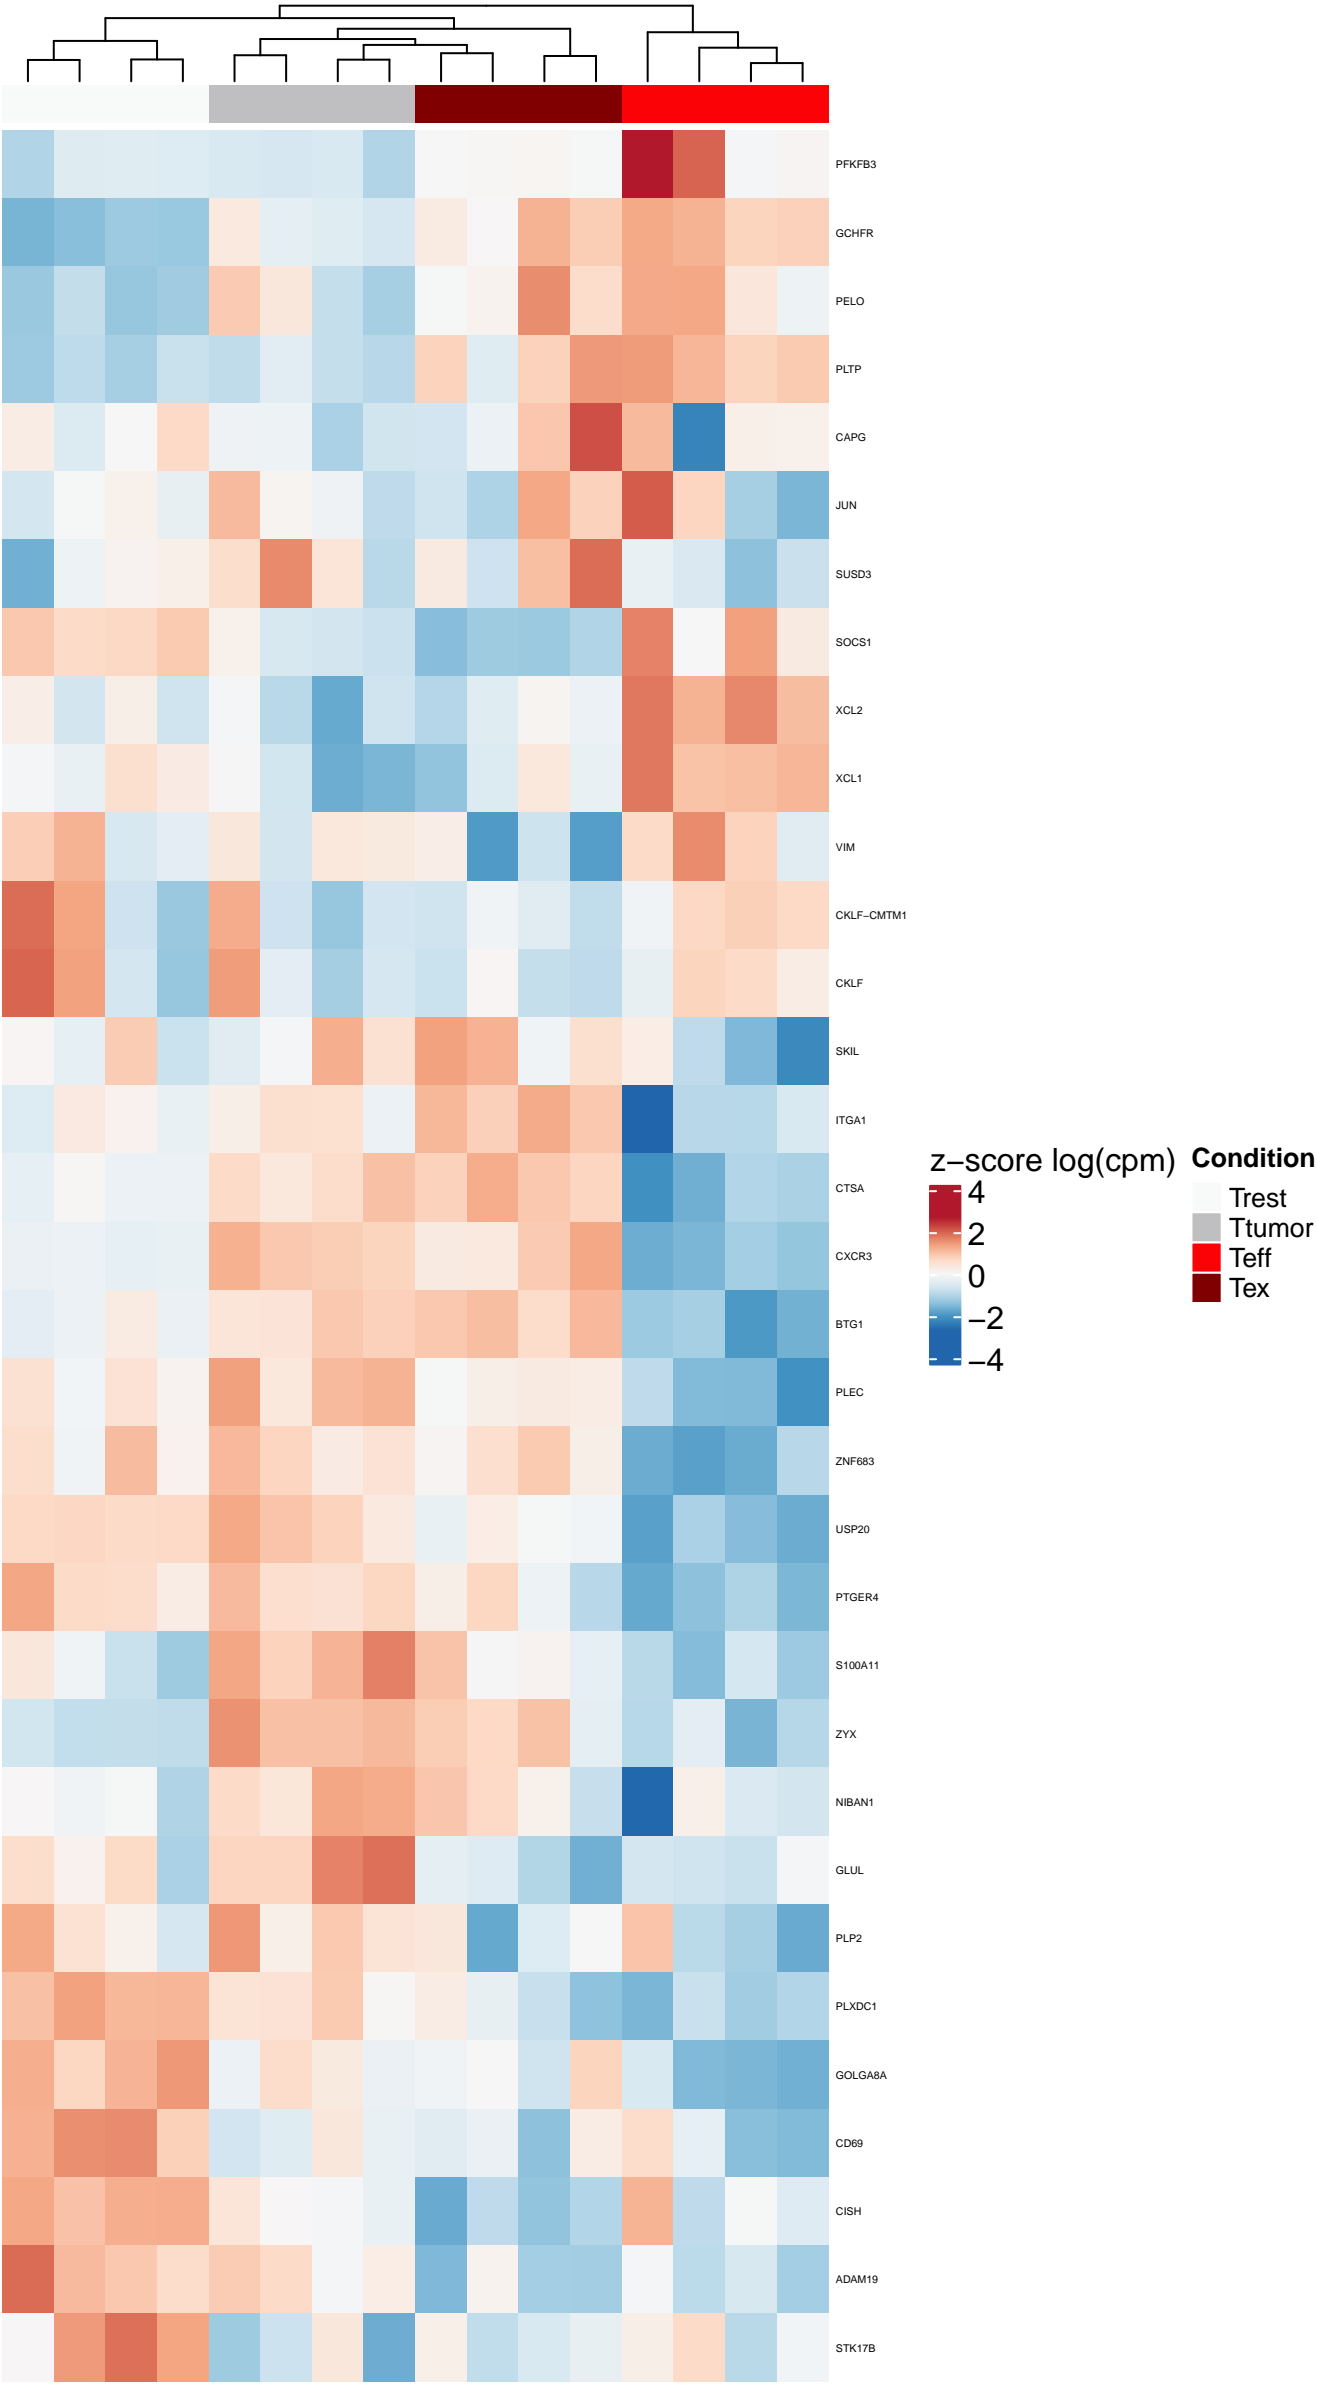 PFKFB3
GCHFR
PELO
PLTP
CAPG
JUN
SUSD3
SOCS1
XCL2
XCL1
VIM
CKLF−CMTM1
CKLF
SKIL
ITGA1
CTSA
CXCR3
BTG1
PLEC
ZNF683
USP20
PTGER4
S100A11
ZYX
NIBAN1
GLUL
PLP2
PLXDC1
GOLGA8A
CD69
CISH
ADAM19
STK17B
z−score log(cpm)
4
2
0
−2
−4
Condition
Trest
Ttumor
Teff
Tex